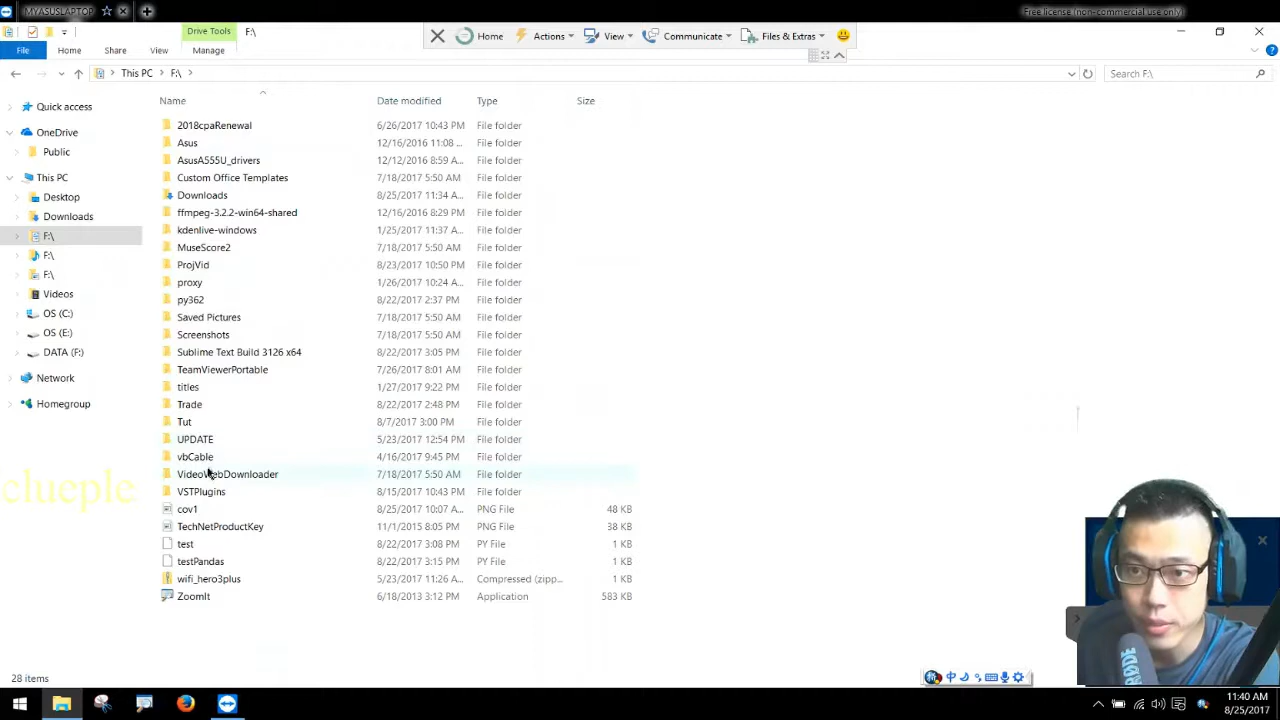 MYASUSLAPTOP
Free license (non-commercial use only)
Drive Tools
F:\
File
Home
Share
View
Manage
Home
Actions
View
Communicate
Files & Extras
This PC
F:\
Search F:\
Name
Date modified
Type
Size
Quick access
OneDrive
Public
This PC
Desktop
Downloads
F:\
F:\
F:\
Videos
OS (C:)
OS (E:)
DATA (F:)
Network
Homegroup
2018cpaRenewal 6/26/2017 10:43 PM File folder
Asus 12/16/2016 11:08 ... File folder
AsusA555U_drivers 12/12/2016 8:59 A... File folder
Custom Office Templates 7/18/2017 5:50 AM File folder
Downloads 8/25/2017 11:34 A... File folder
ffmpeg-3.2.2-win64-shared 12/16/2016 8:29 PM File folder
kdenlive-windows 1/25/2017 11:37 A... File folder
MuseScore2 7/18/2017 5:50 AM File folder
ProjVid 8/23/2017 10:50 PM File folder
proxy 1/26/2017 10:24 A... File folder
py362 8/22/2017 2:37 PM File folder
Saved Pictures 7/18/2017 5:50 AM File folder
Screenshots 7/18/2017 5:50 AM File folder
Sublime Text Build 3126 x64 8/22/2017 3:05 PM File folder
TeamViewerPortable 7/26/2017 8:01 AM File folder
titles 1/27/2017 9:22 PM File folder
Trade 8/22/2017 2:48 PM File folder
Tut 8/7/2017 3:00 PM File folder
UPDATE 5/23/2017 12:54 PM File folder
vbCable 4/16/2017 9:45 PM File folder
VideoWebDownloader 7/18/2017 5:50 AM File folder
VSTPlugins 8/15/2017 10:43 PM File folder
cov1 8/25/2017 10:07 A... PNG File 48 KB
TechNetProductKey 11/1/2015 8:05 PM PNG File 38 KB
test 8/22/2017 3:08 PM PY File 1 KB
testPandas 8/22/2017 3:15 PM PY File 1 KB
wifi_hero3plus 5/23/2017 11:26 A... Compressed (zipp... 1 KB
ZoomIt 6/18/2013 3:12 PM Application 583 KB
clueple
RØDE
28 items
中
11:40 AM
8/25/2017